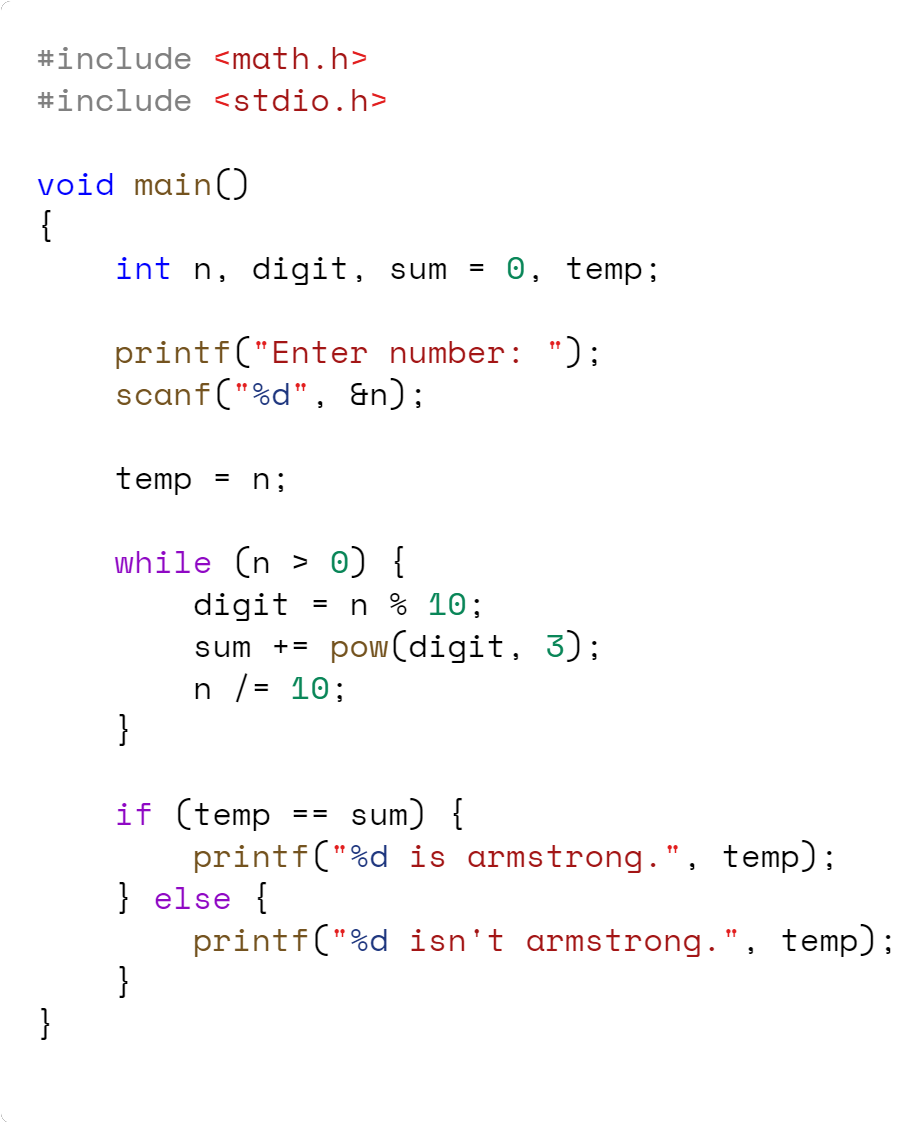 #include <math.h>
#include <stdio.h>

void main()
{
    int n, digit, sum = 0, temp;

    printf("Enter number: ");
    scanf("%d", &n);

    temp = n;

    while (n > 0) {
        digit = n % 10;
        sum += pow(digit, 3);
        n /= 10;
    }

    if (temp == sum) {
        printf("%d is armstrong.", temp);
    } else {
        printf("%d isn't armstrong.", temp);
    }
}